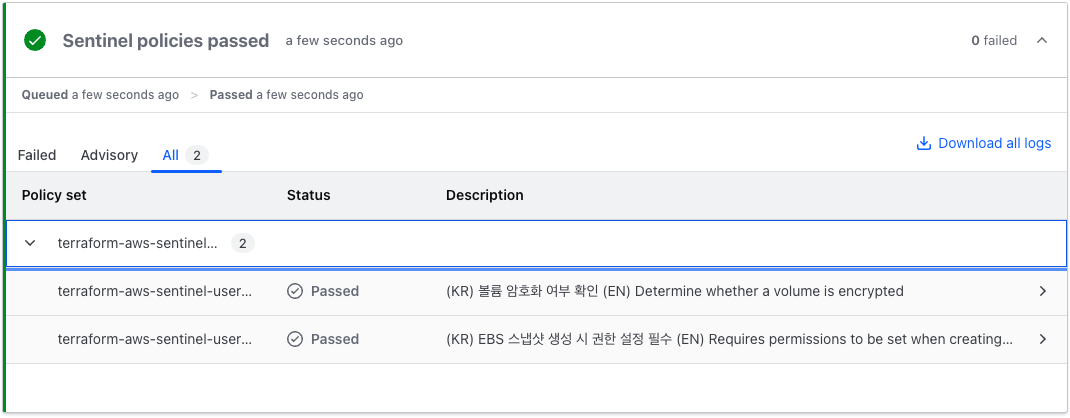 Sentinel policies passed a few seconds ago 0 failed
Queued a few seconds ago > Passed a few seconds ago
Download all logs
Failed Advisory All 2
Policy set Status Description
terraform-aws-sentinel... 2
terraform-aws-sentinel-user... Passed (KR) 볼륨 암호화 여부 확인 (EN) Determine whether a volume is encrypted
terraform-aws-sentinel-user... Passed (KR) EBS 스냅샷 생성 시 권한 설정 필수 (EN) Requires permissions to be set when creating...